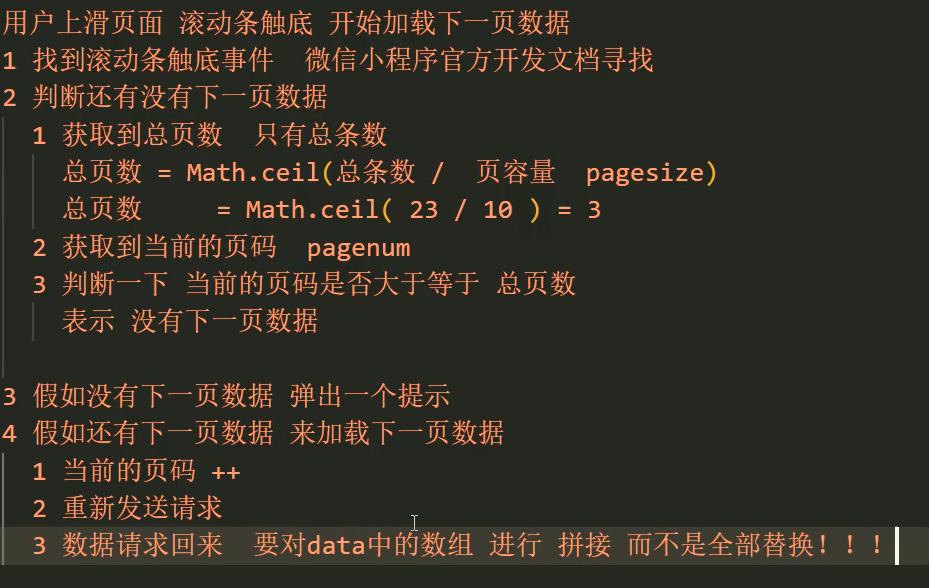 用户上滑页面 滚动条触底 开始加载下一页数据
1 找到滚动条触底事件 微信小程序官方开发文档寻找
2 判断还有没有下一页数据
1 获取到总页数 只有总条数
总页数 = Math.ceil(总条数 / 页容量 pagesize)
总页数 = Math.ceil( 23 / 10 ) = 3
2 获取到当前的页码 pagenum
3 判断一下 当前的页码是否大于等于 总页数
表示 没有下一页数据
3 假如没有下一页数据 弹出一个提示
4 假如还有下一页数据 来加载下一页数据
1 当前的页码 ++
2 重新发送请求
3 数据请求回来 要对data中的数组 进行 拼接 而不是全部替换！！！